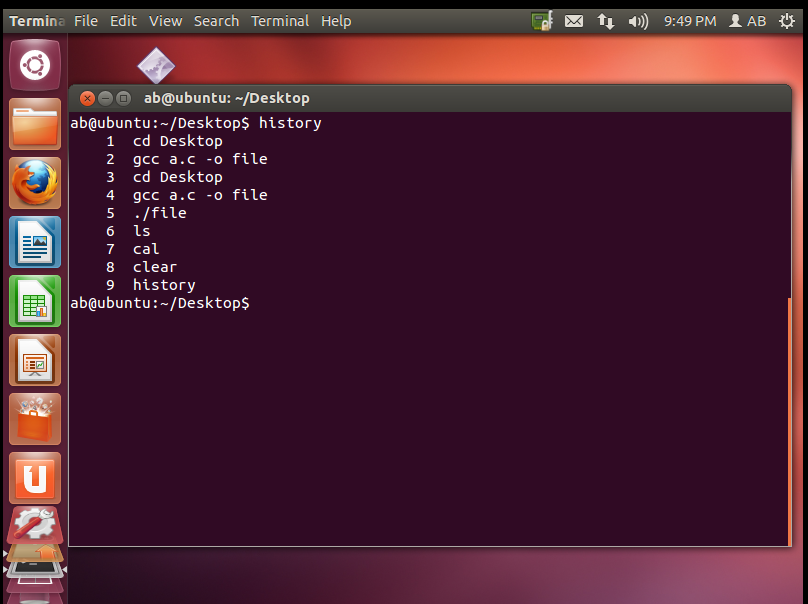 Termina File Edit View Search Terminal Help 9:49 PM AB
ab@ubuntu: ~/Desktop
ab@ubuntu:~/Desktop$ history
1 cd Desktop
2 gcc a.c -o file
3 cd Desktop
4 gcc a.c -o file
5 ./file
6 ls
7 cal
8 clear
9 history
ab@ubuntu:~/Desktop$